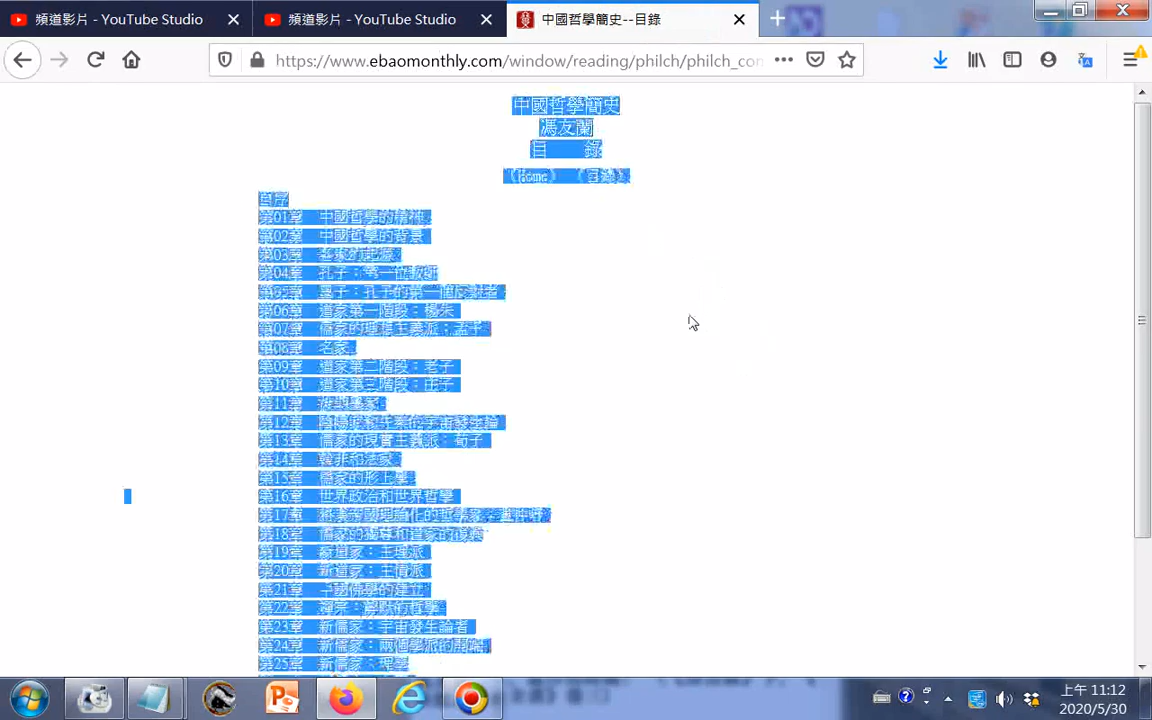 頻道影片 - YouTube Studio
頻道影片 - YouTube Studio
中國哲學簡史--目錄
https://www.ebaomonthly.com/window/reading/philch/philch_con
中國哲學簡史
馮友蘭
目 錄
《Home》 《目錄》
自序
第01章 中國哲學的精神
第02章 中國哲學的背景
第03章 各家的起源
第04章 孔子：第一位教師
第05章 墨子：孔子的第一個反對者
第06章 道家第一階段：楊朱
第07章 儒家的理想主義派：孟子
第08章 名家
第09章 道家第二階段：老子
第10章 道家第三階段：莊子
第11章 後期墨家
第12章 陰陽家和先秦的宇宙發生論
第13章 儒家的現實主義派：荀子
第14章 韓非和法家
第15章 儒家的形上學
第16章 世界政治和世界哲學
第17章 將漢帝國理論化的哲學家：董仲舒
第18章 儒家的獨尊和道家的復興
第19章 新道家：主理派
第20章 新道家：主情派
第21章 中國佛學的建立
第22章 禪宗：靜默的哲學
第23章 新儒家：宇宙發生論者
第24章 新儒家：兩個學派的開端
第25章 新儒家：理學
上午 11:12
2020/5/30